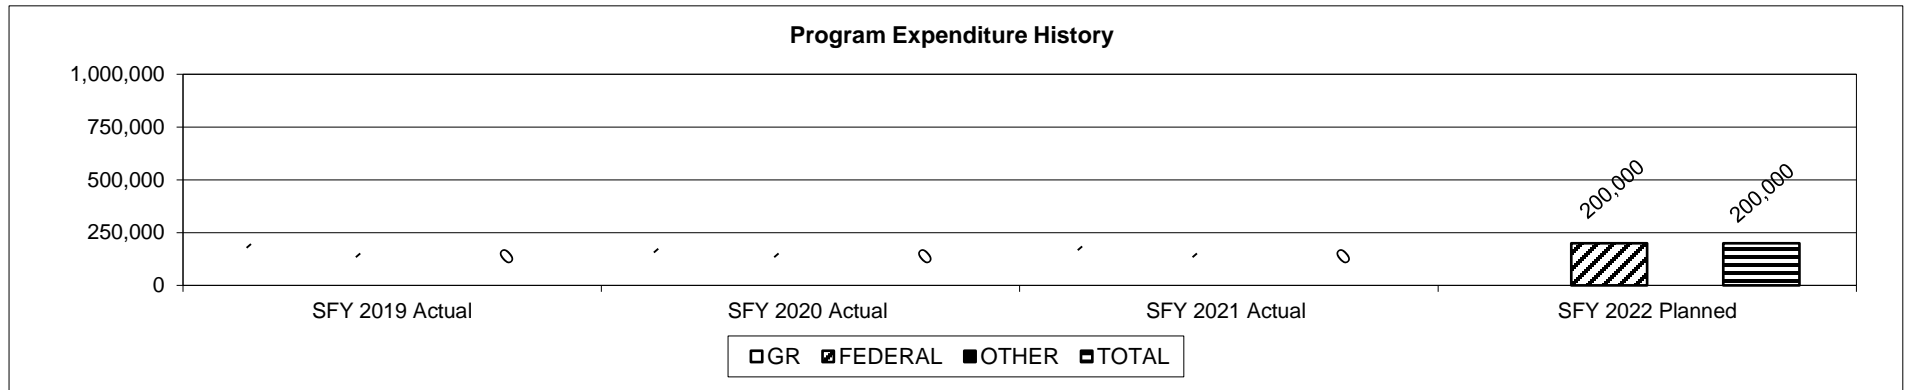 Program Expenditure History
1,000,000
750,000
500,000
250,000
0
- - 0 - - 0 - - 0 200,000 200,000
SFY 2019 Actual SFY 2020 Actual SFY 2021 Actual SFY 2022 Planned
GR FEDERAL OTHER TOTAL